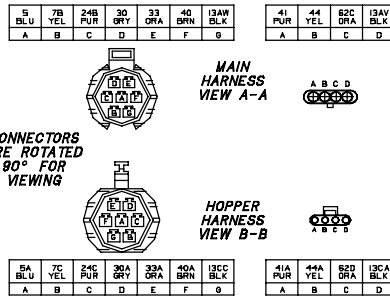 5 7B 24B 30 33 40 13AW
BLU YEL PUR GRY ORA BRN BLK
A B C D E F G
41 44 62C 13AV
PUR YEL ORA BLK
A B C D
MAIN
HARNESS
VIEW A-A
D E
C A F
B G
A B C D
ONNECTORS
RE ROTATED
90° FOR
VIEWING
HOPPER
HARNESS
VIEW B-B
E D
F A C
G B
A B C D
5A 7C 24C 30A 33A 40A 13CC
BLU YEL PUR GRY ORA BRN BLK
A B C D E F G
41A 44A 62D 13CA
PUR YEL ORA BLK
A B C D